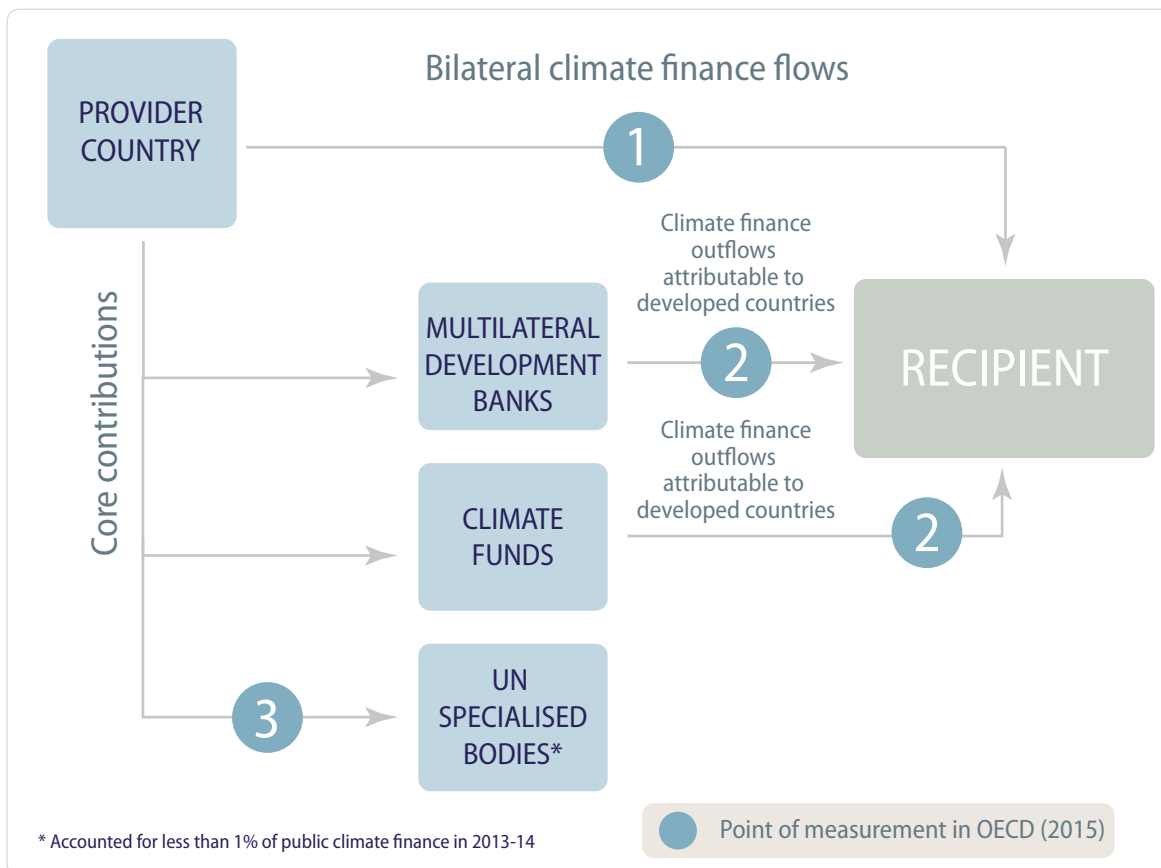 Bilateral climate finance flows
PROVIDER
COUNTRY
1
Climate finance
outflows
attributable to
developed countries
Core contributions
MULTILATERAL
DEVELOPMENT
BANKS
2
RECIPIENT
Climate finance
outflows
attributable to
developed countries
CLIMATE
FUNDS
2
UN
SPECIALISED
BODIES*
3
* Accounted for less than 1% of public climate finance in 2013-14
Point of measurement in OECD (2015)